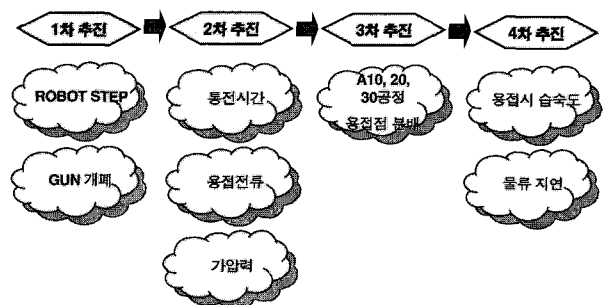 1차 추진
2차 추진
3차 추진
4차 추진
ROBOT STEP
GUN 개폐
통전시간
용접전류
가압력
A10, 20,
30공정
용접점 분배
용접시 습숙도
물류 지연